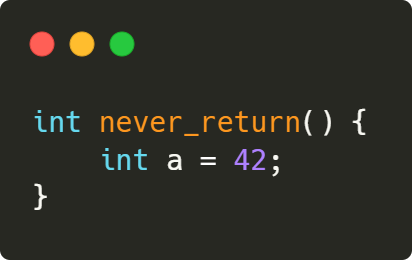 int never_return() {
    int a = 42;
}